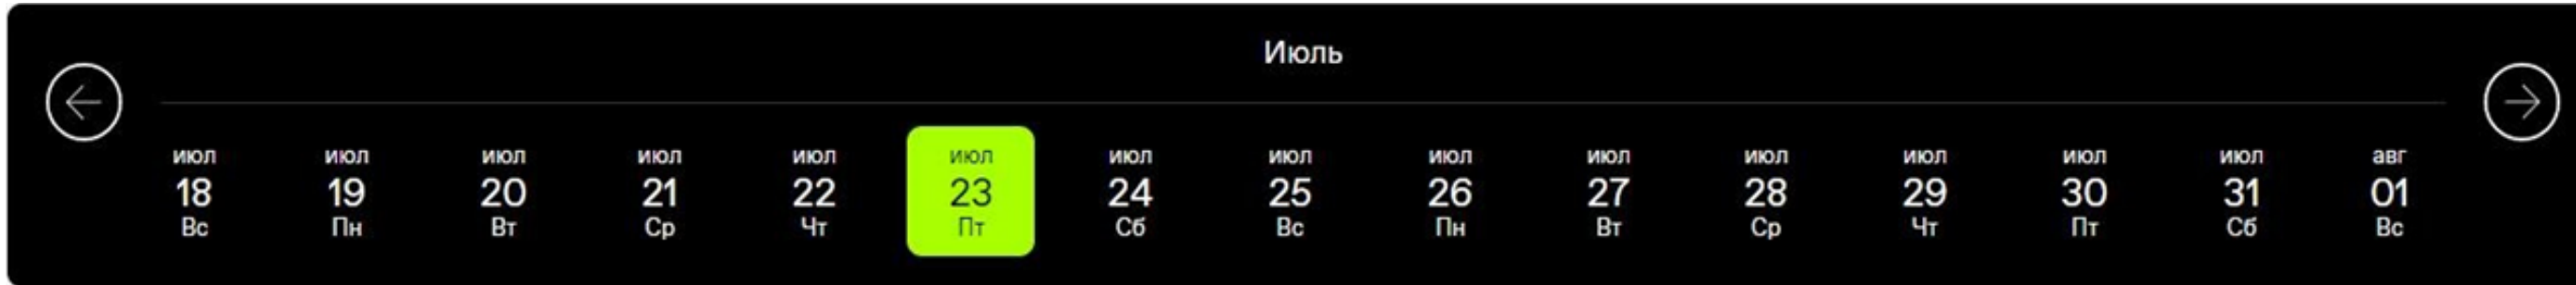 Июль
июл июл июл июл июл июл июл июл июл июл июл июл июл июл авг
18 19 20 21 22 23 24 25 26 27 28 29 30 31 01
Вс Пн Вт Ср Чт Пт Сб Вс Пн Вт Ср Чт Пт Сб Вс